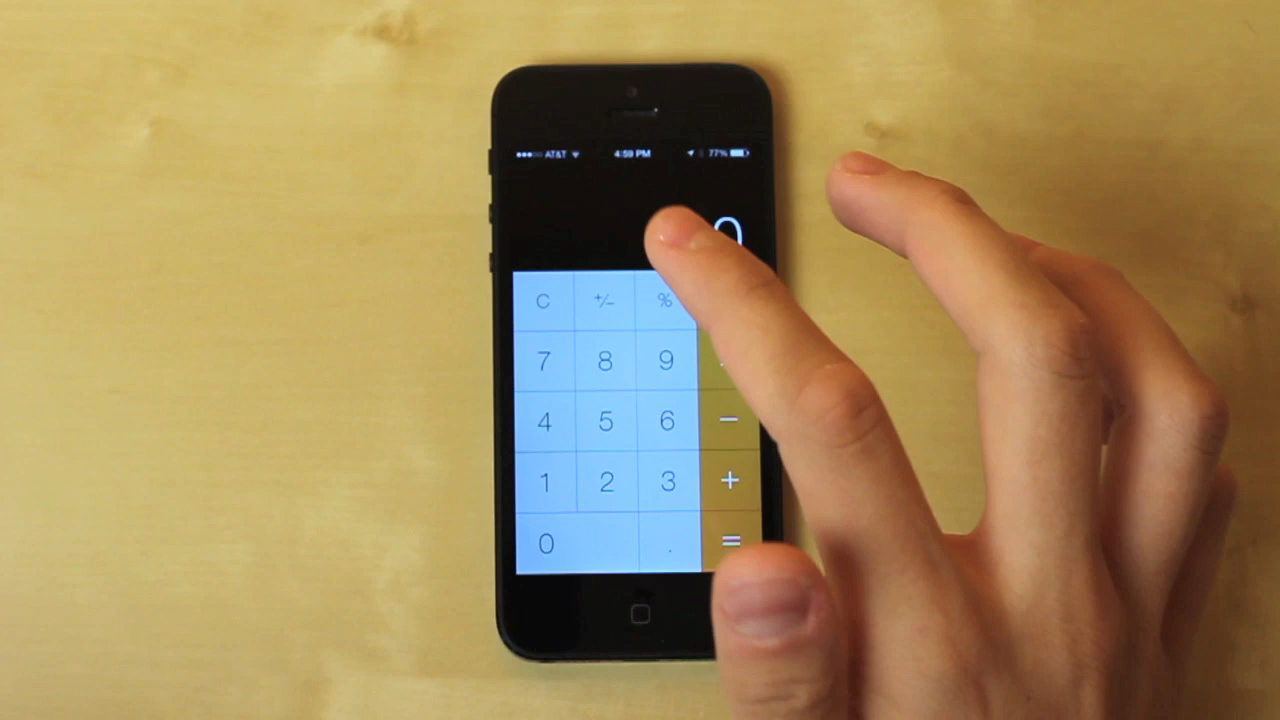 AT&T 4:59 PM 77%
0
C +/- %
7 8 9
4 5 6 −
1 2 3 +
0 . =